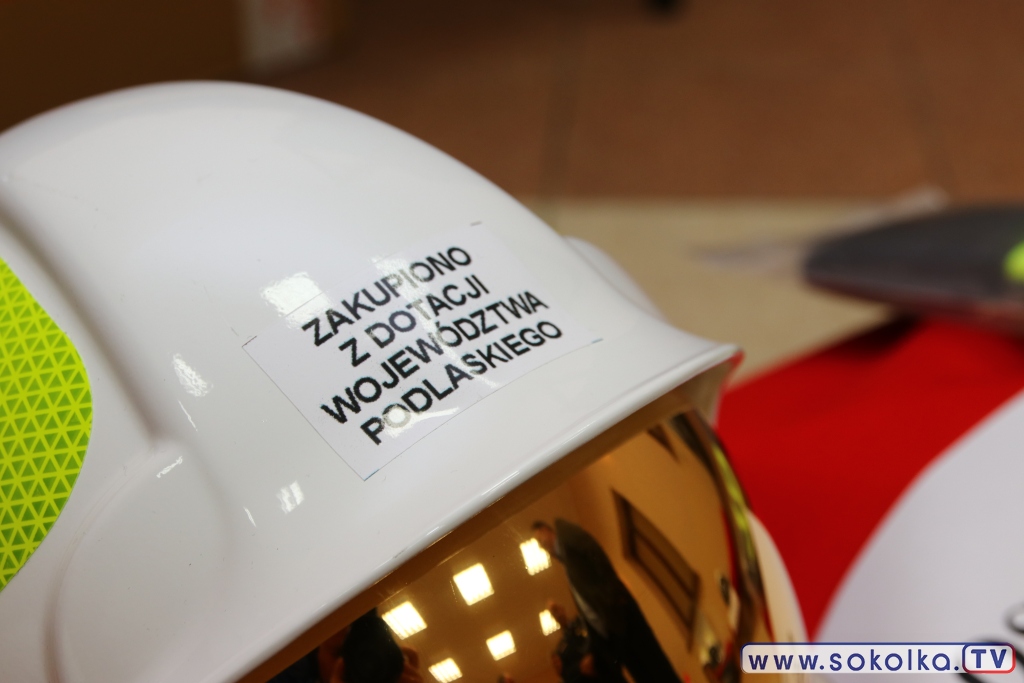 ZAKUPIONO
Z DOTACJI
WOJEWÓDZTWA
PODLASKIEGO
www.sokolka.TV